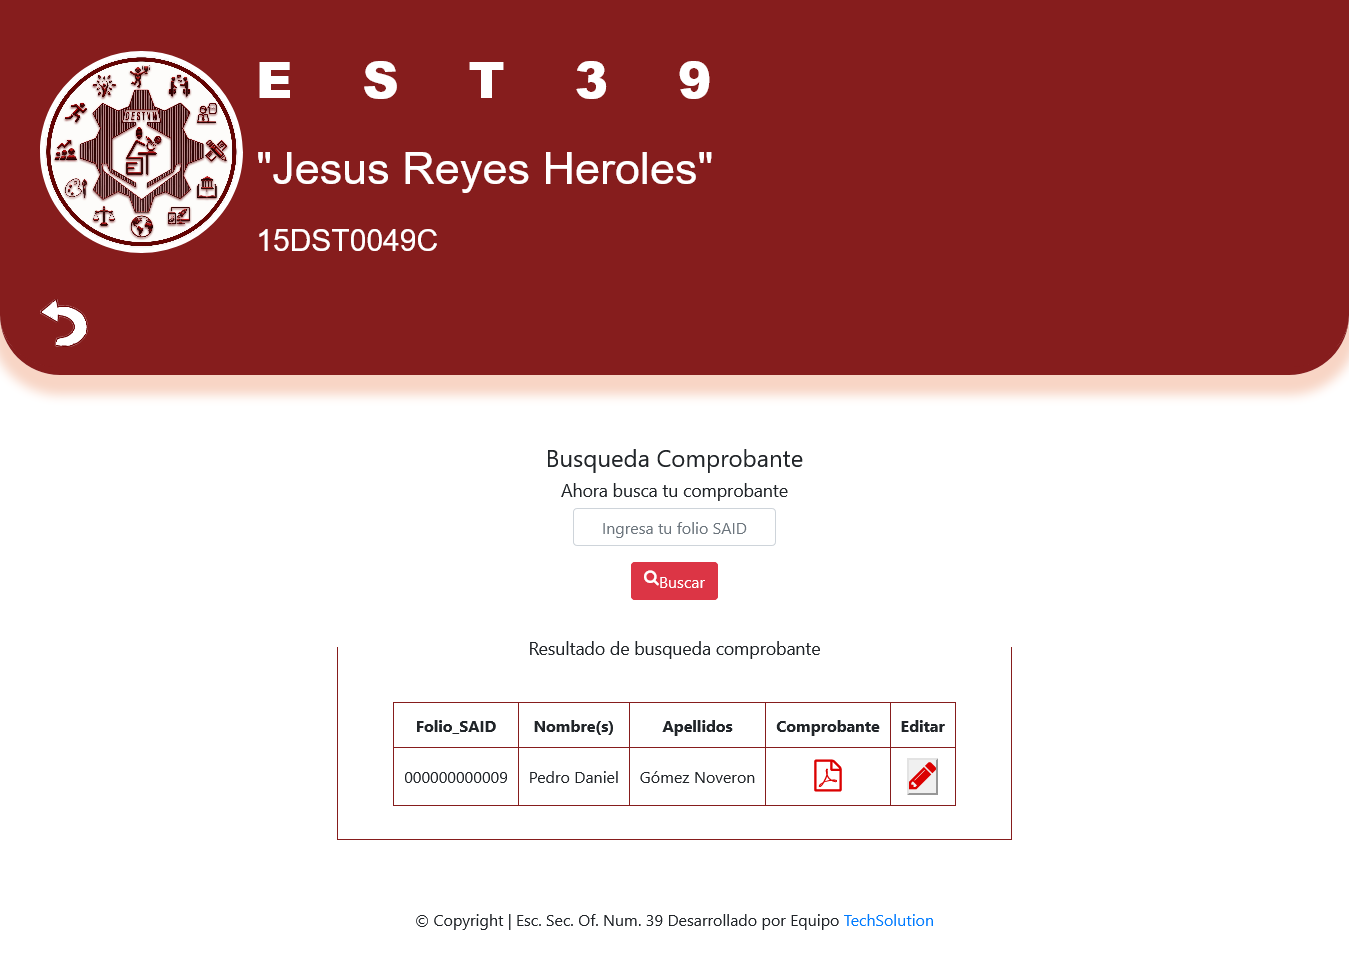 E S T 3 9
"Jesus Reyes Heroles"
15DST0049C
Busqueda Comprobante
Ahora busca tu comprobante
Ingresa tu folio SAID
Buscar
Resultado de busqueda comprobante
Folio_SAID Nombre(s) Apellidos Comprobante Editar
000000000009 Pedro Daniel Gómez Noveron
© Copyright | Esc. Sec. Of. Num. 39 Desarrollado por Equipo TechSolution